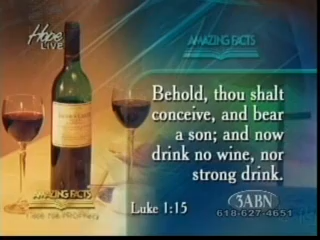 Hope
LIVE
AMAZING FACTS
Behold, thou shalt
conceive, and bear
a son; and now
drink no wine, nor
strong drink.
Luke 1:15
AMAZING FACTS
3ABN
618-627-4651